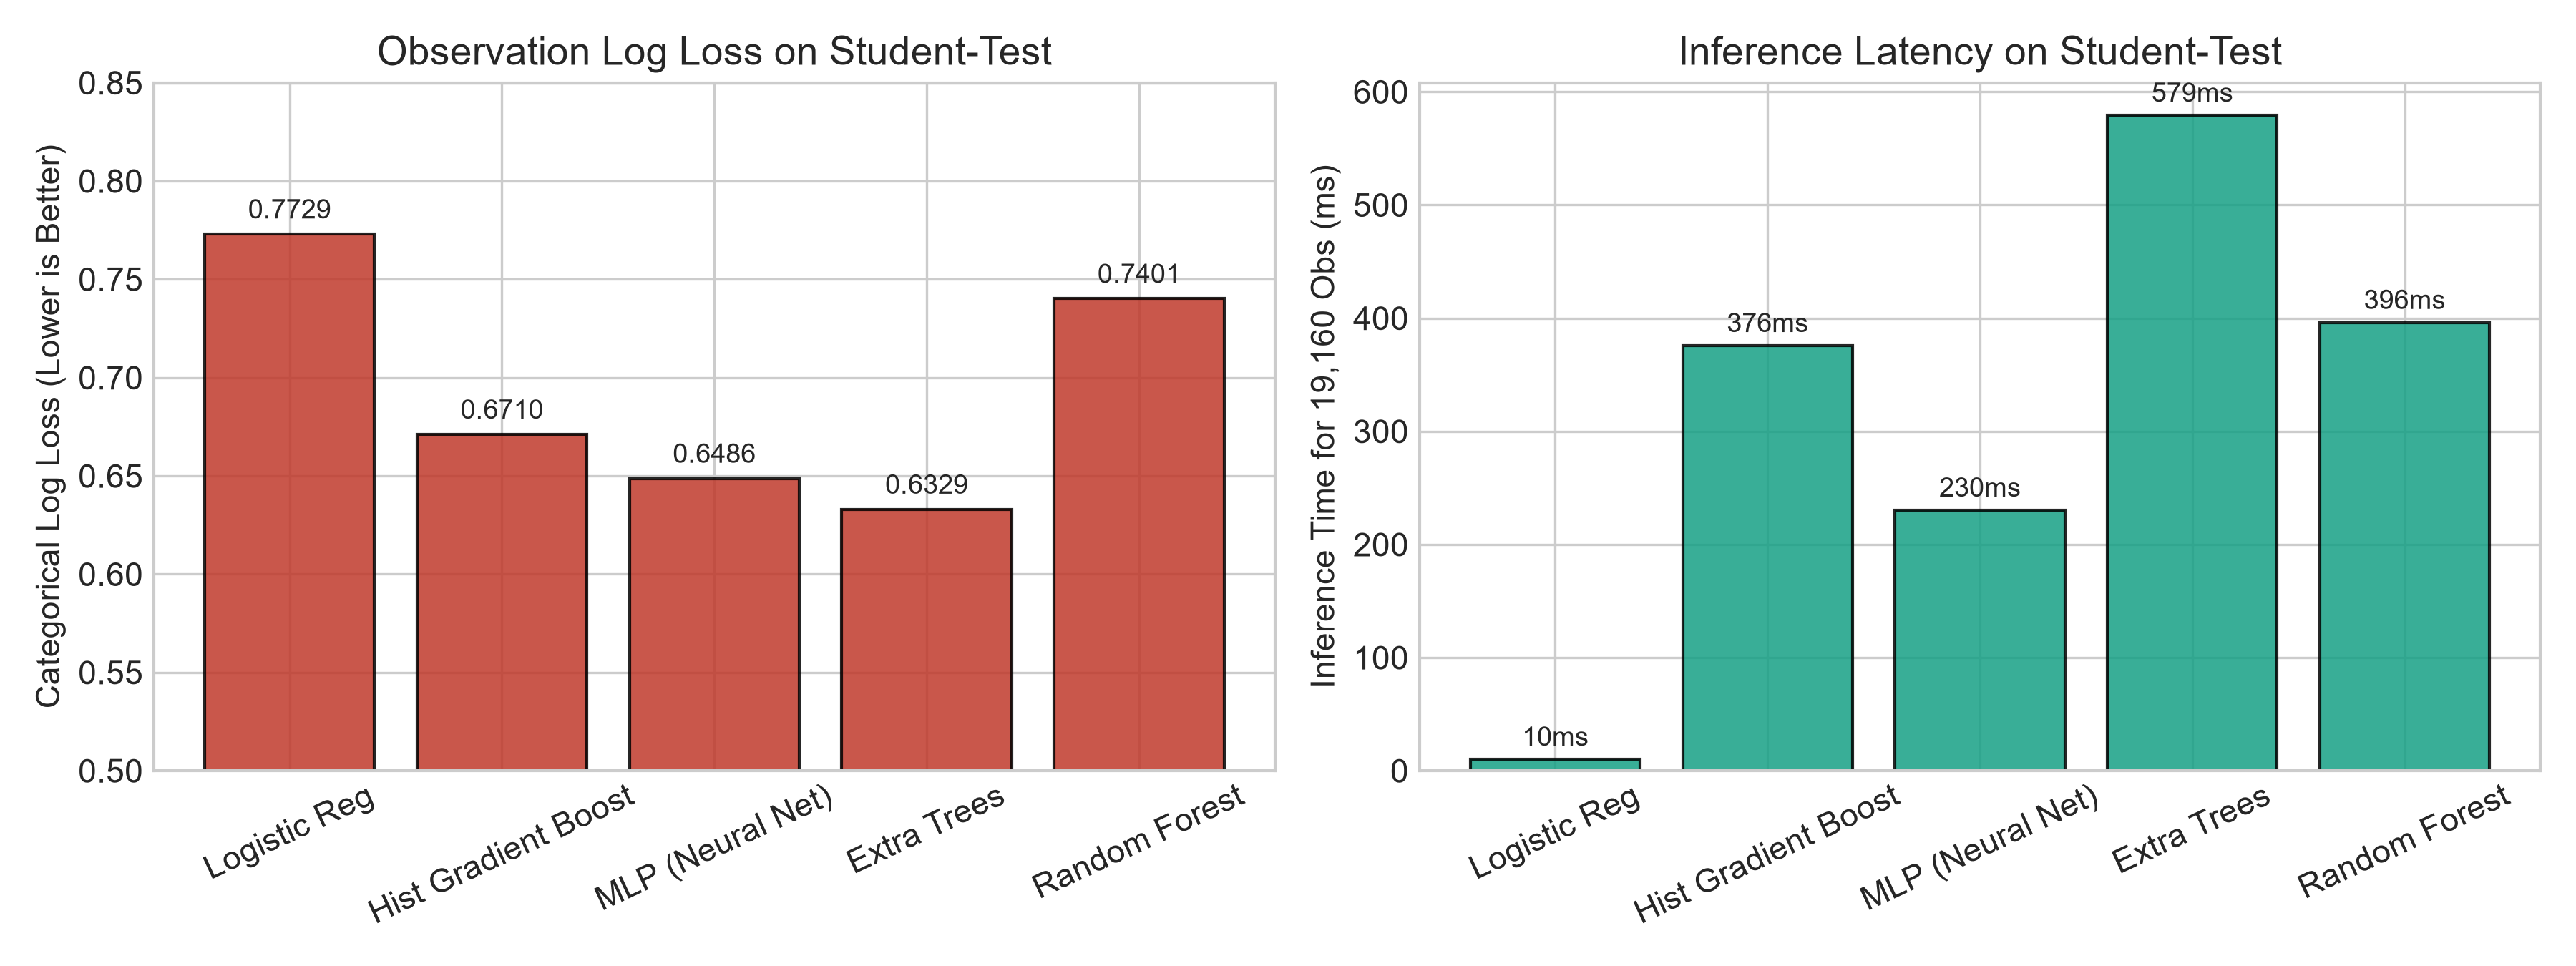 Observation Log Loss on Student-Test
Categorical Log Loss (Lower is Better)
0.85
0.80
0.75
0.70
0.65
0.60
0.55
0.50
0.7729
0.6710
0.6486
0.6329
0.7401
Logistic Reg
Hist Gradient Boost
MLP (Neural Net)
Extra Trees
Random Forest
Inference Latency on Student-Test
Inference Time for 19,160 Obs (ms)
600
500
400
300
200
100
0
10ms
376ms
230ms
579ms
396ms
Logistic Reg
Hist Gradient Boost
MLP (Neural Net)
Extra Trees
Random Forest